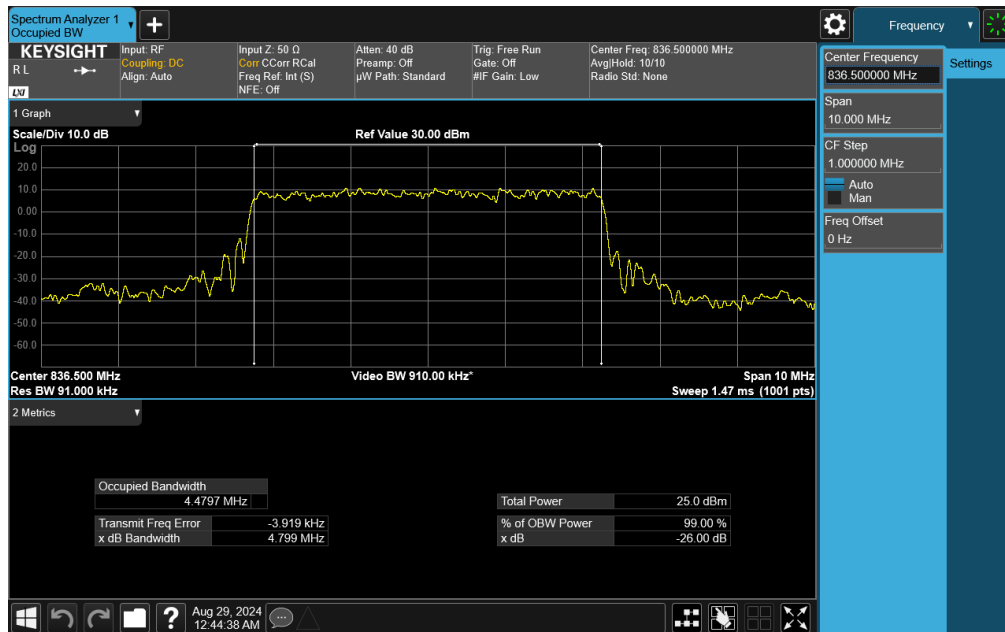 Spectrum Analyzer 1
Occupied BW
Frequency
KEYSIGHT
R L
LXI
Input: RF
Coupling: DC
Align: Auto
Input Z: 50 Ω
Corr CCorr RCal
Freq Ref: Int (S)
NFE: Off
Atten: 40 dB
Preamp: Off
µW Path: Standard
Trig: Free Run
Gate: Off
#IF Gain: Low
Center Freq: 836.500000 MHz
Avg|Hold: 10/10
Radio Std: None
Center Frequency
836.500000 MHz
Settings
Span
10.000 MHz
CF Step
1.000000 MHz
Auto
Man
Freq Offset
0 Hz
1 Graph
Scale/Div 10.0 dB
Ref Value 30.00 dBm
Log
20.0
10.0
0.00
-10.0
-20.0
-30.0
-40.0
-50.0
-60.0
Center 836.500 MHz
Video BW 910.00 kHz*
Span 10 MHz
Res BW 91.000 kHz
Sweep 1.47 ms (1001 pts)
2 Metrics
Occupied Bandwidth
4.4797 MHz
Total Power 25.0 dBm
Transmit Freq Error -3.919 kHz
% of OBW Power 99.00 %
x dB Bandwidth 4.799 MHz
x dB -26.00 dB
?
Aug 29, 2024
12:44:38 AM